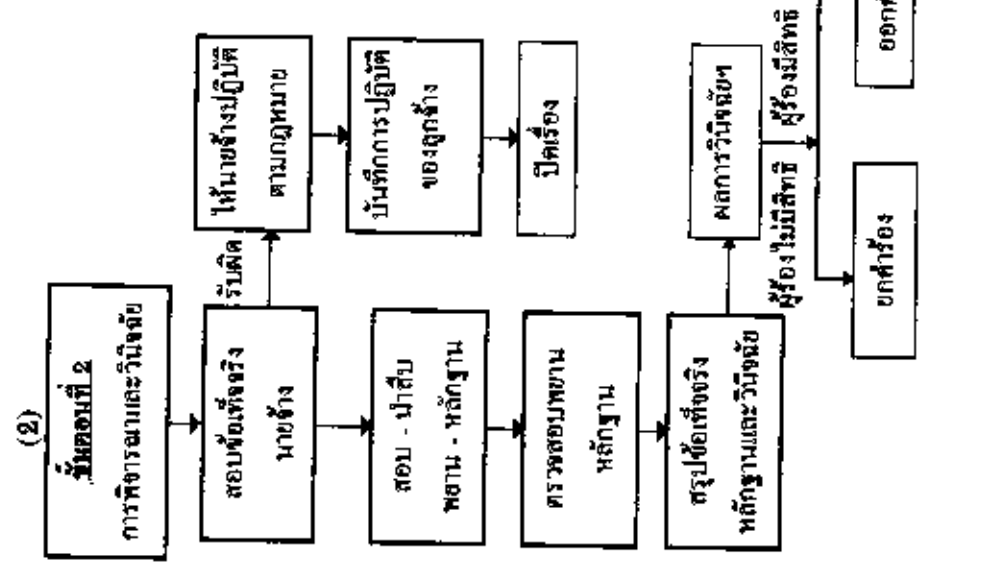 (2)
ขั้นตอนที่ 2
การพิจารณาและวินิจฉัย
สอบข้อเท็จจริง
นายจ้าง
รับผิด
ให้นายจ้างปฏิบัติ
ตามกฎหมาย
บันทึกการปฏิบัติ
ของลูกจ้าง
ปิดเรื่อง
สอบ - นำสืบ
พยาน - หลักฐาน
ตรวจสอบพยาน
หลักฐาน
สรุปข้อเท็จจริง
หลักฐานและวินิจฉัย
ผลการวินิจฉัยฯ
ผู้ร้องไม่มีสิทธิ
ผู้ร้องมีสิทธิ
ยกคำร้อง